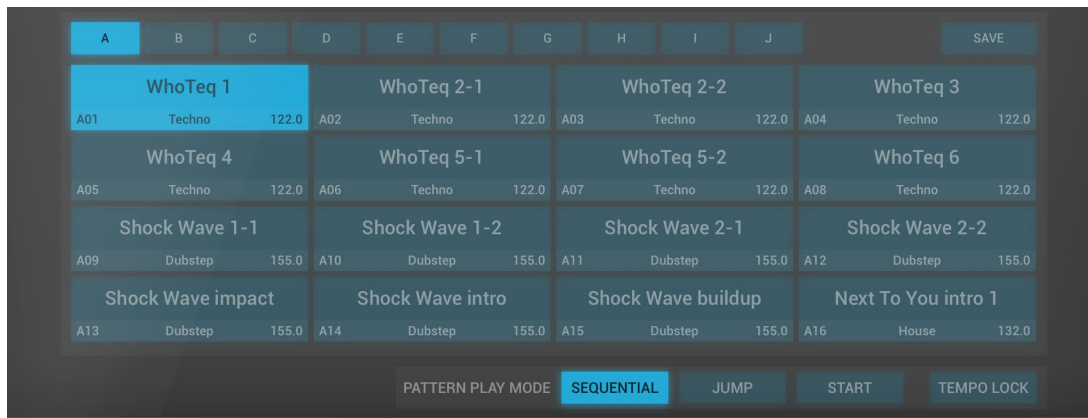 A B C D E F G H I J SAVE
WhoTeq 1 WhoTeq 2-1 WhoTeq 2-2 WhoTeq 3
A01 Techno 122.0 A02 Techno 122.0 A03 Techno 122.0 A04 Techno 122.0
WhoTeq 4 WhoTeq 5-1 WhoTeq 5-2 WhoTeq 6
A05 Techno 122.0 A06 Techno 122.0 A07 Techno 122.0 A08 Techno 122.0
Shock Wave 1-1 Shock Wave 1-2 Shock Wave 2-1 Shock Wave 2-2
A09 Dubstep 155.0 A10 Dubstep 155.0 A11 Dubstep 155.0 A12 Dubstep 155.0
Shock Wave impact Shock Wave intro Shock Wave buildup Next To You intro 1
A13 Dubstep 155.0 A14 Dubstep 155.0 A15 Dubstep 155.0 A16 House 132.0
PATTERN PLAY MODE SEQUENTIAL JUMP START TEMPO LOCK